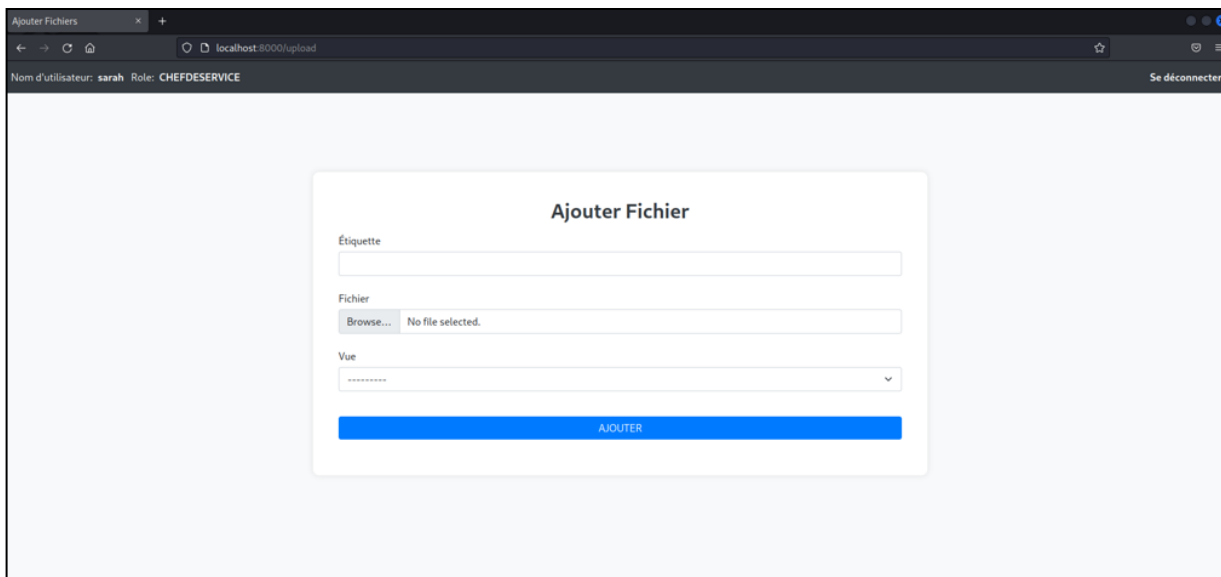 Ajouter Fichiers
localhost:8000/upload
Nom d'utilisateur: sarah Role: CHEFDESERVICE Se déconnecter
Ajouter Fichier
Étiquette
Fichier
Browse... No file selected.
Vue
---------
AJOUTER